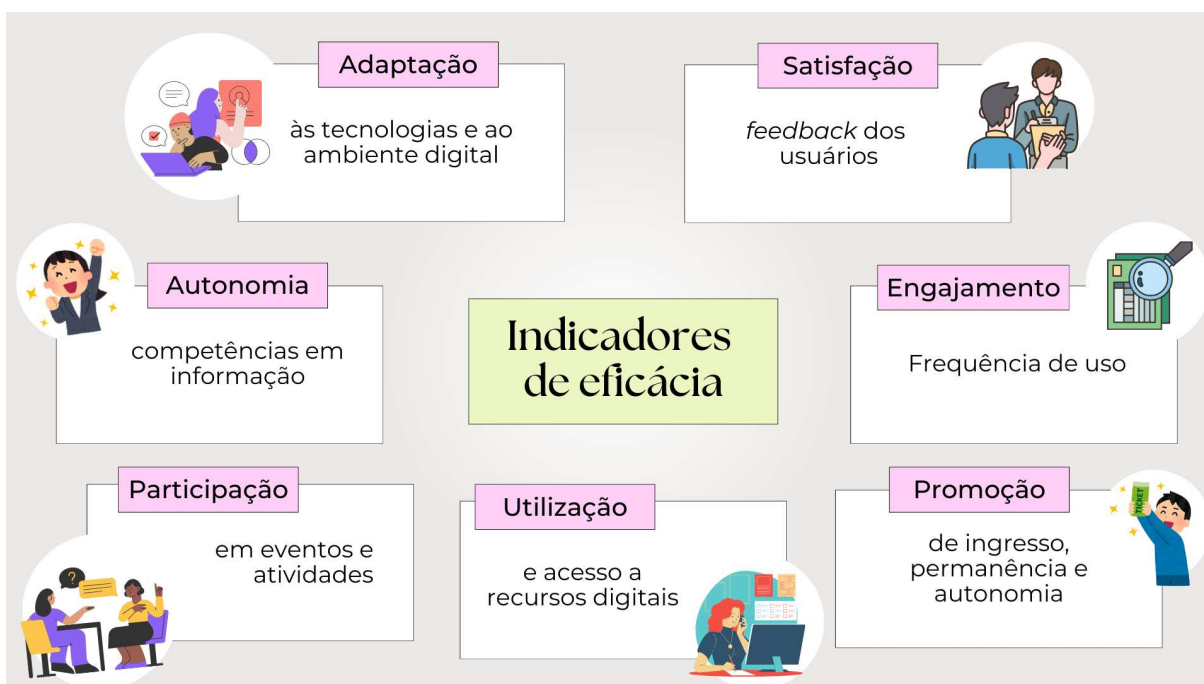 Adaptação
às tecnologias e ao
ambiente digital
Satisfação
feedback dos
usuários
Autonomia
competências em
informação
Indicadores
de eficácia
Engajamento
Frequência de uso
Participação
em eventos e
atividades
Utilização
e acesso a
recursos digitais
Promoção
de ingresso,
permanência e
autonomia
TICKET
?